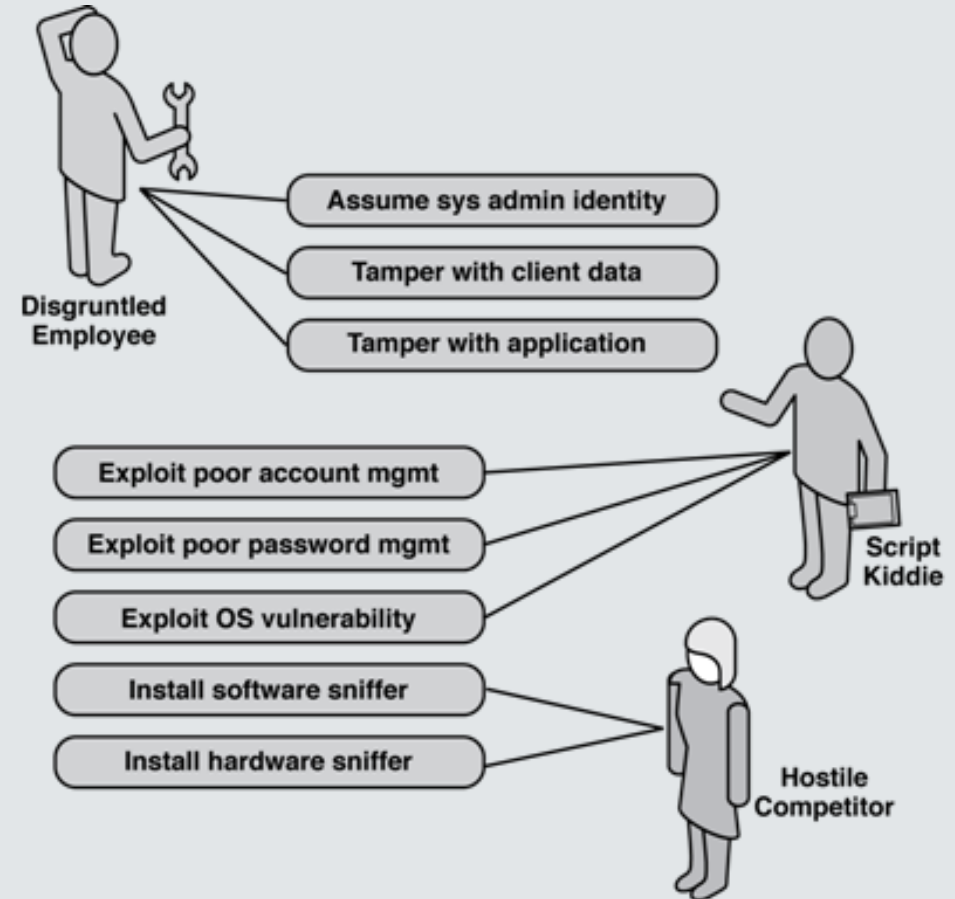 Assume sys admin identity
Tamper with client data
Disgruntled
Employee
Tamper with application
Exploit poor account mgmt
Exploit poor password mgmt
Script
Kiddie
Exploit OS vulnerability
Install software sniffer
Install hardware sniffer
Hostile
Competitor